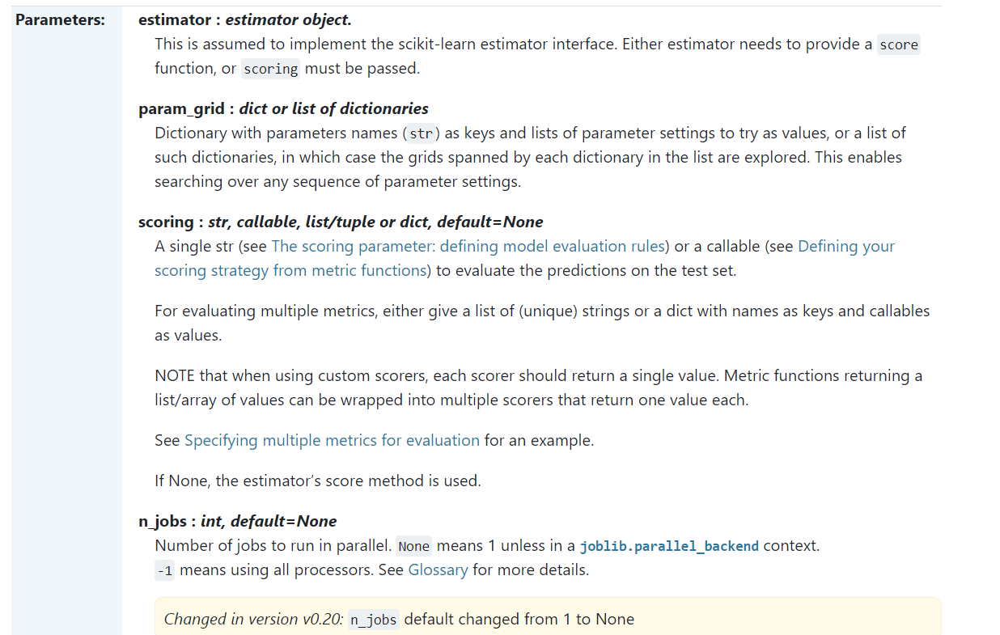 Parameters:
estimator : estimator object.
This is assumed to implement the scikit-learn estimator interface. Either estimator needs to provide a score
function, or scoring must be passed.
param_grid : dict or list of dictionaries
Dictionary with parameters names (str) as keys and lists of parameter settings to try as values, or a list of
such dictionaries, in which case the grids spanned by each dictionary in the list are explored. This enables
searching over any sequence of parameter settings.
scoring : str, callable, list/tuple or dict, default=None
A single str (see The scoring parameter: defining model evaluation rules) or a callable (see Defining your
scoring strategy from metric functions) to evaluate the predictions on the test set.
For evaluating multiple metrics, either give a list of (unique) strings or a dict with names as keys and callables
as values.
NOTE that when using custom scorers, each scorer should return a single value. Metric functions returning a
list/array of values can be wrapped into multiple scorers that return one value each.
See Specifying multiple metrics for evaluation for an example.
If None, the estimator’s score method is used.
n_jobs : int, default=None
Number of jobs to run in parallel. None means 1 unless in a joblib.parallel_backend context.
-1 means using all processors. See Glossary for more details.
Changed in version v0.20: n_jobs default changed from 1 to None